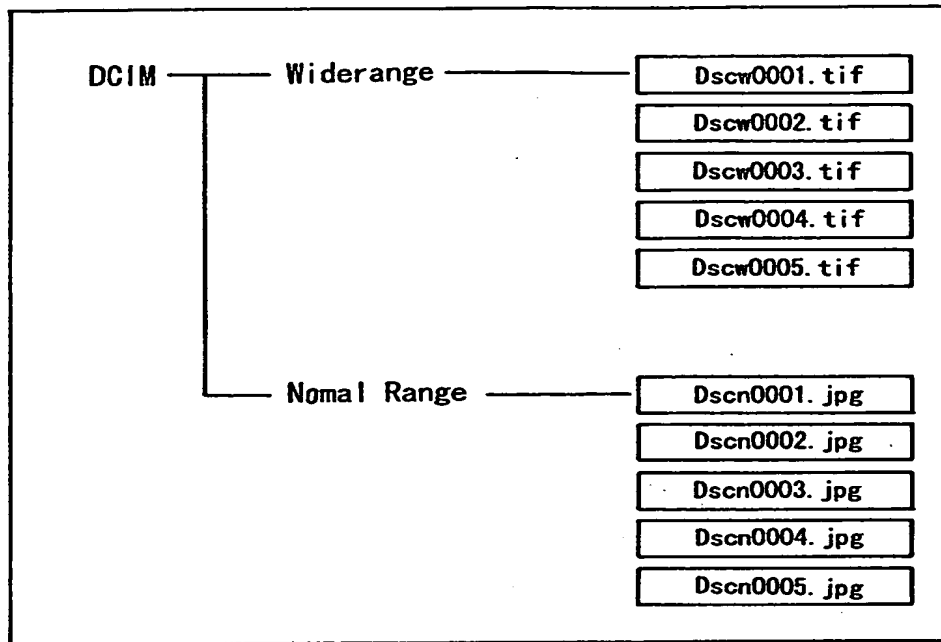 DCIM Widerange Dscw0001.tif
Dscw0002.tif
Dscw0003.tif
Dscw0004.tif
Dscw0005.tif
Nomal Range Dscn0001.jpg
Dscn0002.jpg
Dscn0003.jpg
Dscn0004.jpg
Dscn0005.jpg